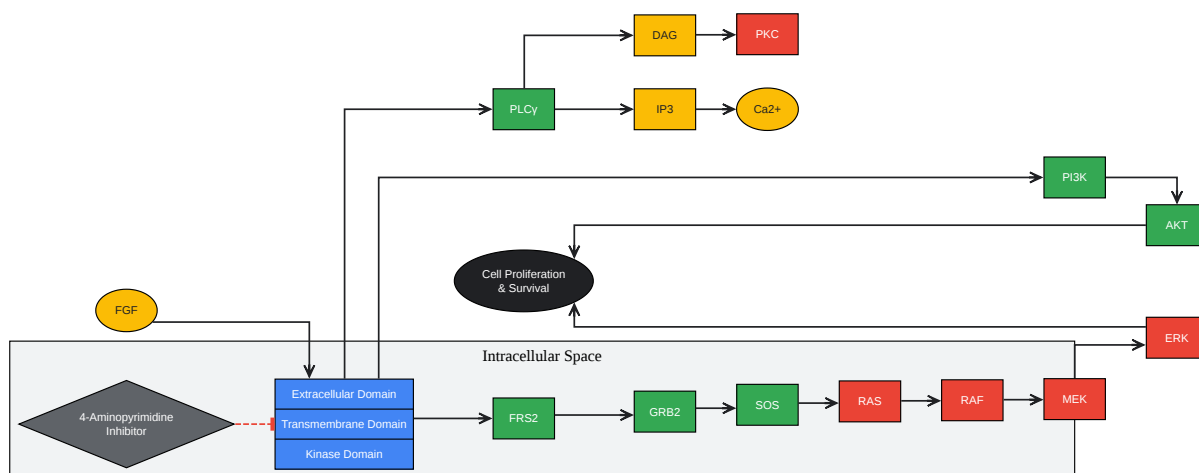 DAG
PKC
PLCγ
IP3
Ca2+
PI3K
AKT
Cell Proliferation
& Survival
FGF
ERK
Intracellular Space
4-Aminopyrimidine
Inhibitor
Extracellular Domain
Transmembrane Domain
Kinase Domain
FRS2
GRB2
SOS
RAS
RAF
MEK